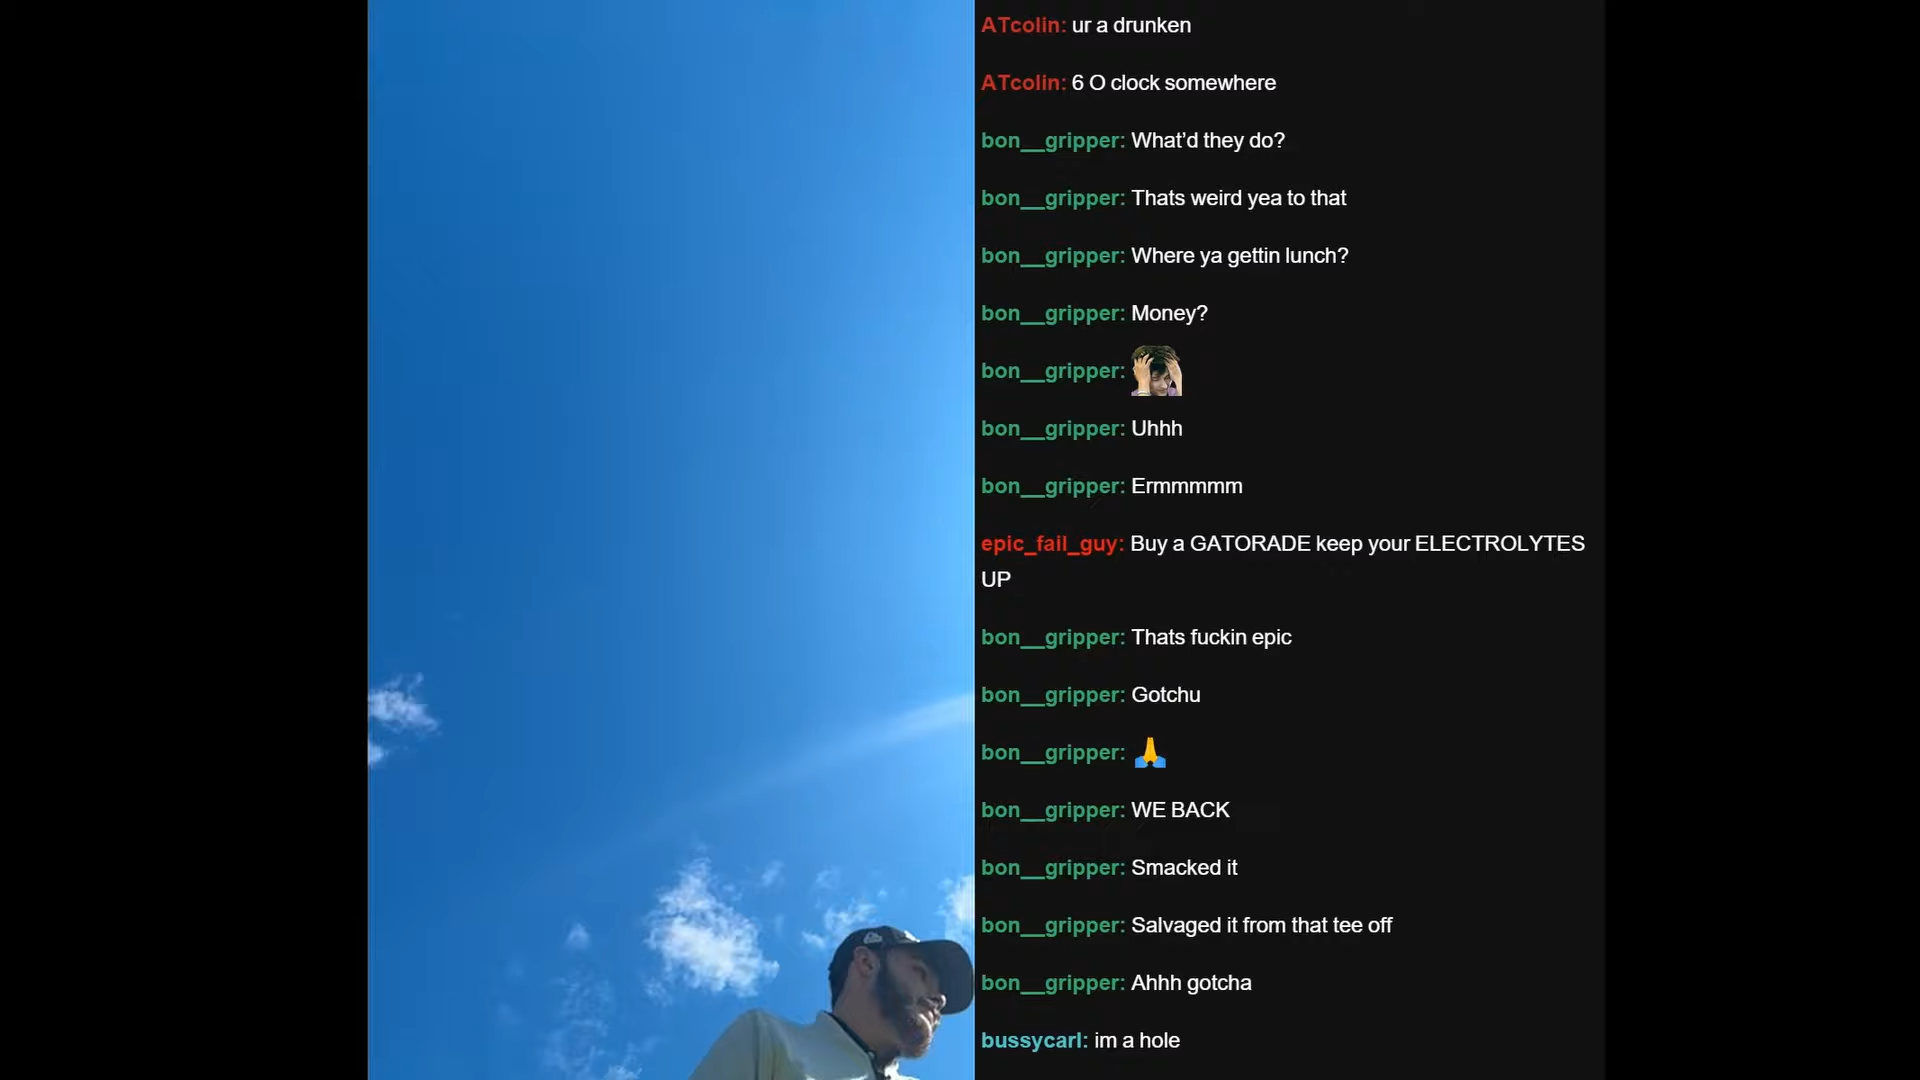 ATcolin: ur a drunken
ATcolin: 6 O clock somewhere
bon__gripper: What’d they do?
bon__gripper: Thats weird yea to that
bon__gripper: Where ya gettin lunch?
bon__gripper: Money?
bon__gripper:
bon__gripper: Uhhh
bon__gripper: Ermmmmm
epic_fail_guy: Buy a GATORADE keep your ELECTROLYTES
UP
bon__gripper: Thats fuckin epic
bon__gripper: Gotchu
bon__gripper: 🙏
bon__gripper: WE BACK
bon__gripper: Smacked it
bon__gripper: Salvaged it from that tee off
bon__gripper: Ahhh gotcha
bussycarl: im a hole